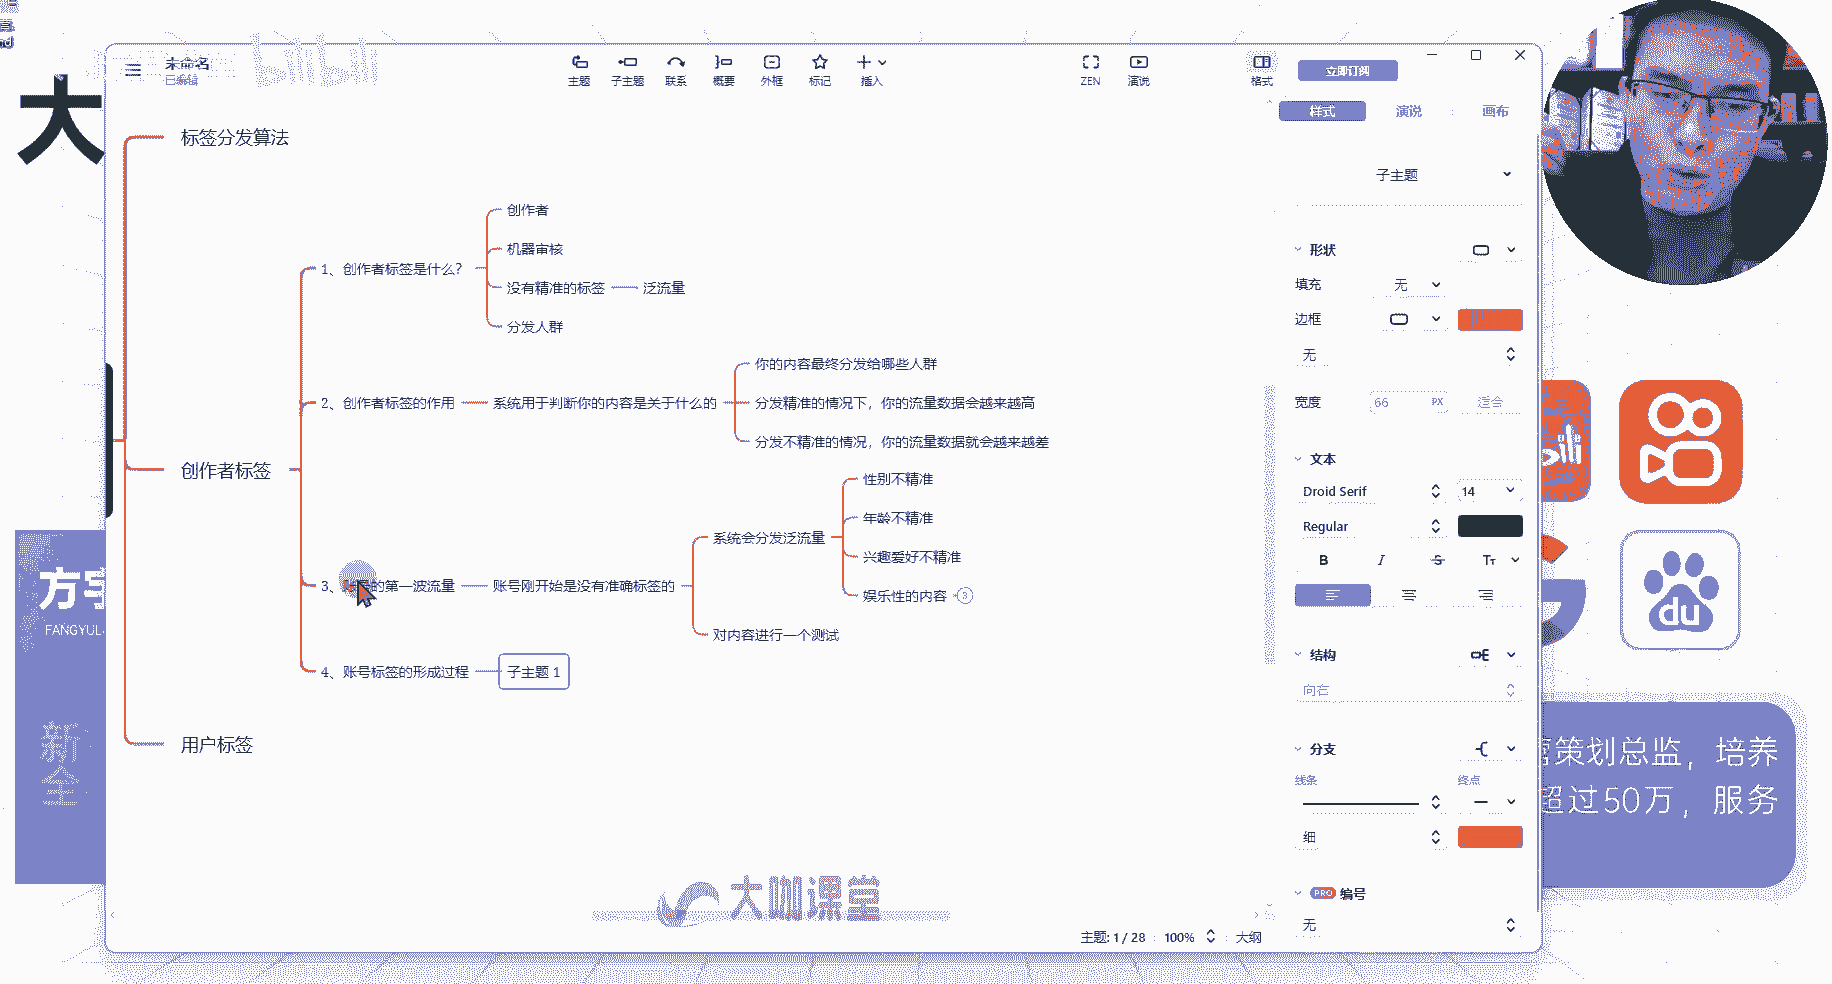 大
bilibili
未命名
已编辑
主题
子主题
联系
概要
外框
标记
插入
ZEN
演说
格式
立即订阅
样式
演说
画布
标签分发算法
创作者标签
用户标签
1、创作者标签是什么?
创作者
机器审核
没有精准的标签
泛流量
分发人群
2、创作者标签的作用
系统用于判断你的内容是关于什么的
你的内容最终分发给哪些人群
分发精准的情况下，你的流量数据会越来越高
分发不精准的情况，你的流量数据就会越来越差
3、
的第一波流量
账号刚开始是没有准确标签的
系统会分发泛流量
性别不精准
年龄不精准
兴趣爱好不精准
娱乐性的内容
3
对内容进行一个测试
4、账号标签的形成过程
子主题 1
子主题
形状
填充
无
边框
无
宽度
66
PX
适合
文本
Droid Serif
14
Regular
B
I
S
Tт
结构
向右
分支
线条
终点
细
PRO 编号
无
大咖课堂
主题: 1 / 28
100%
大纲
方宇
FANGYUL
新
全
du
策划总监，培养
超过50万，服务